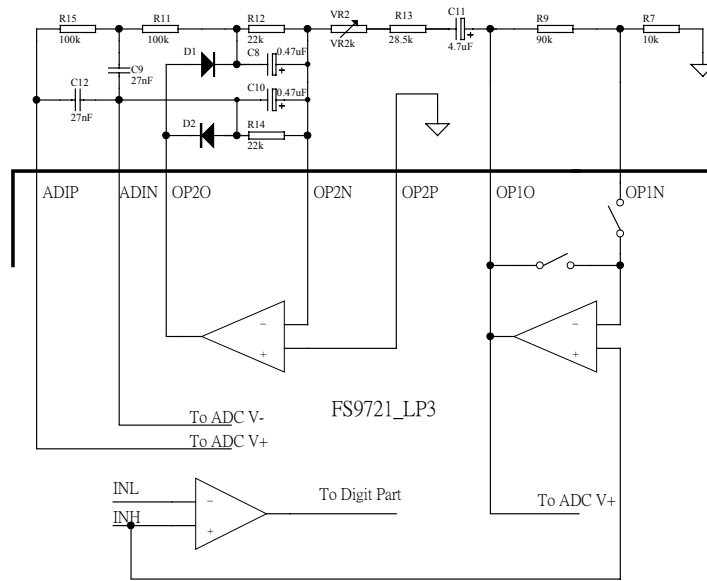 R15
100k
R11
100k
R12
22k
VR2
VR2k
R13
28.5k
C11
4.7uF
R9
90k
R7
10k
D1
C8
0.47uF
C9
27nF
C12
27nF
C10
0.47uF
D2
R14
22k
ADIP
ADIN
OP2O
OP2N
OP2P
OP1O
OP1N
−
+
−
+
FS9721_LP3
To ADC V-
To ADC V+
INL
INH
−
+
To Digit Part
To ADC V+